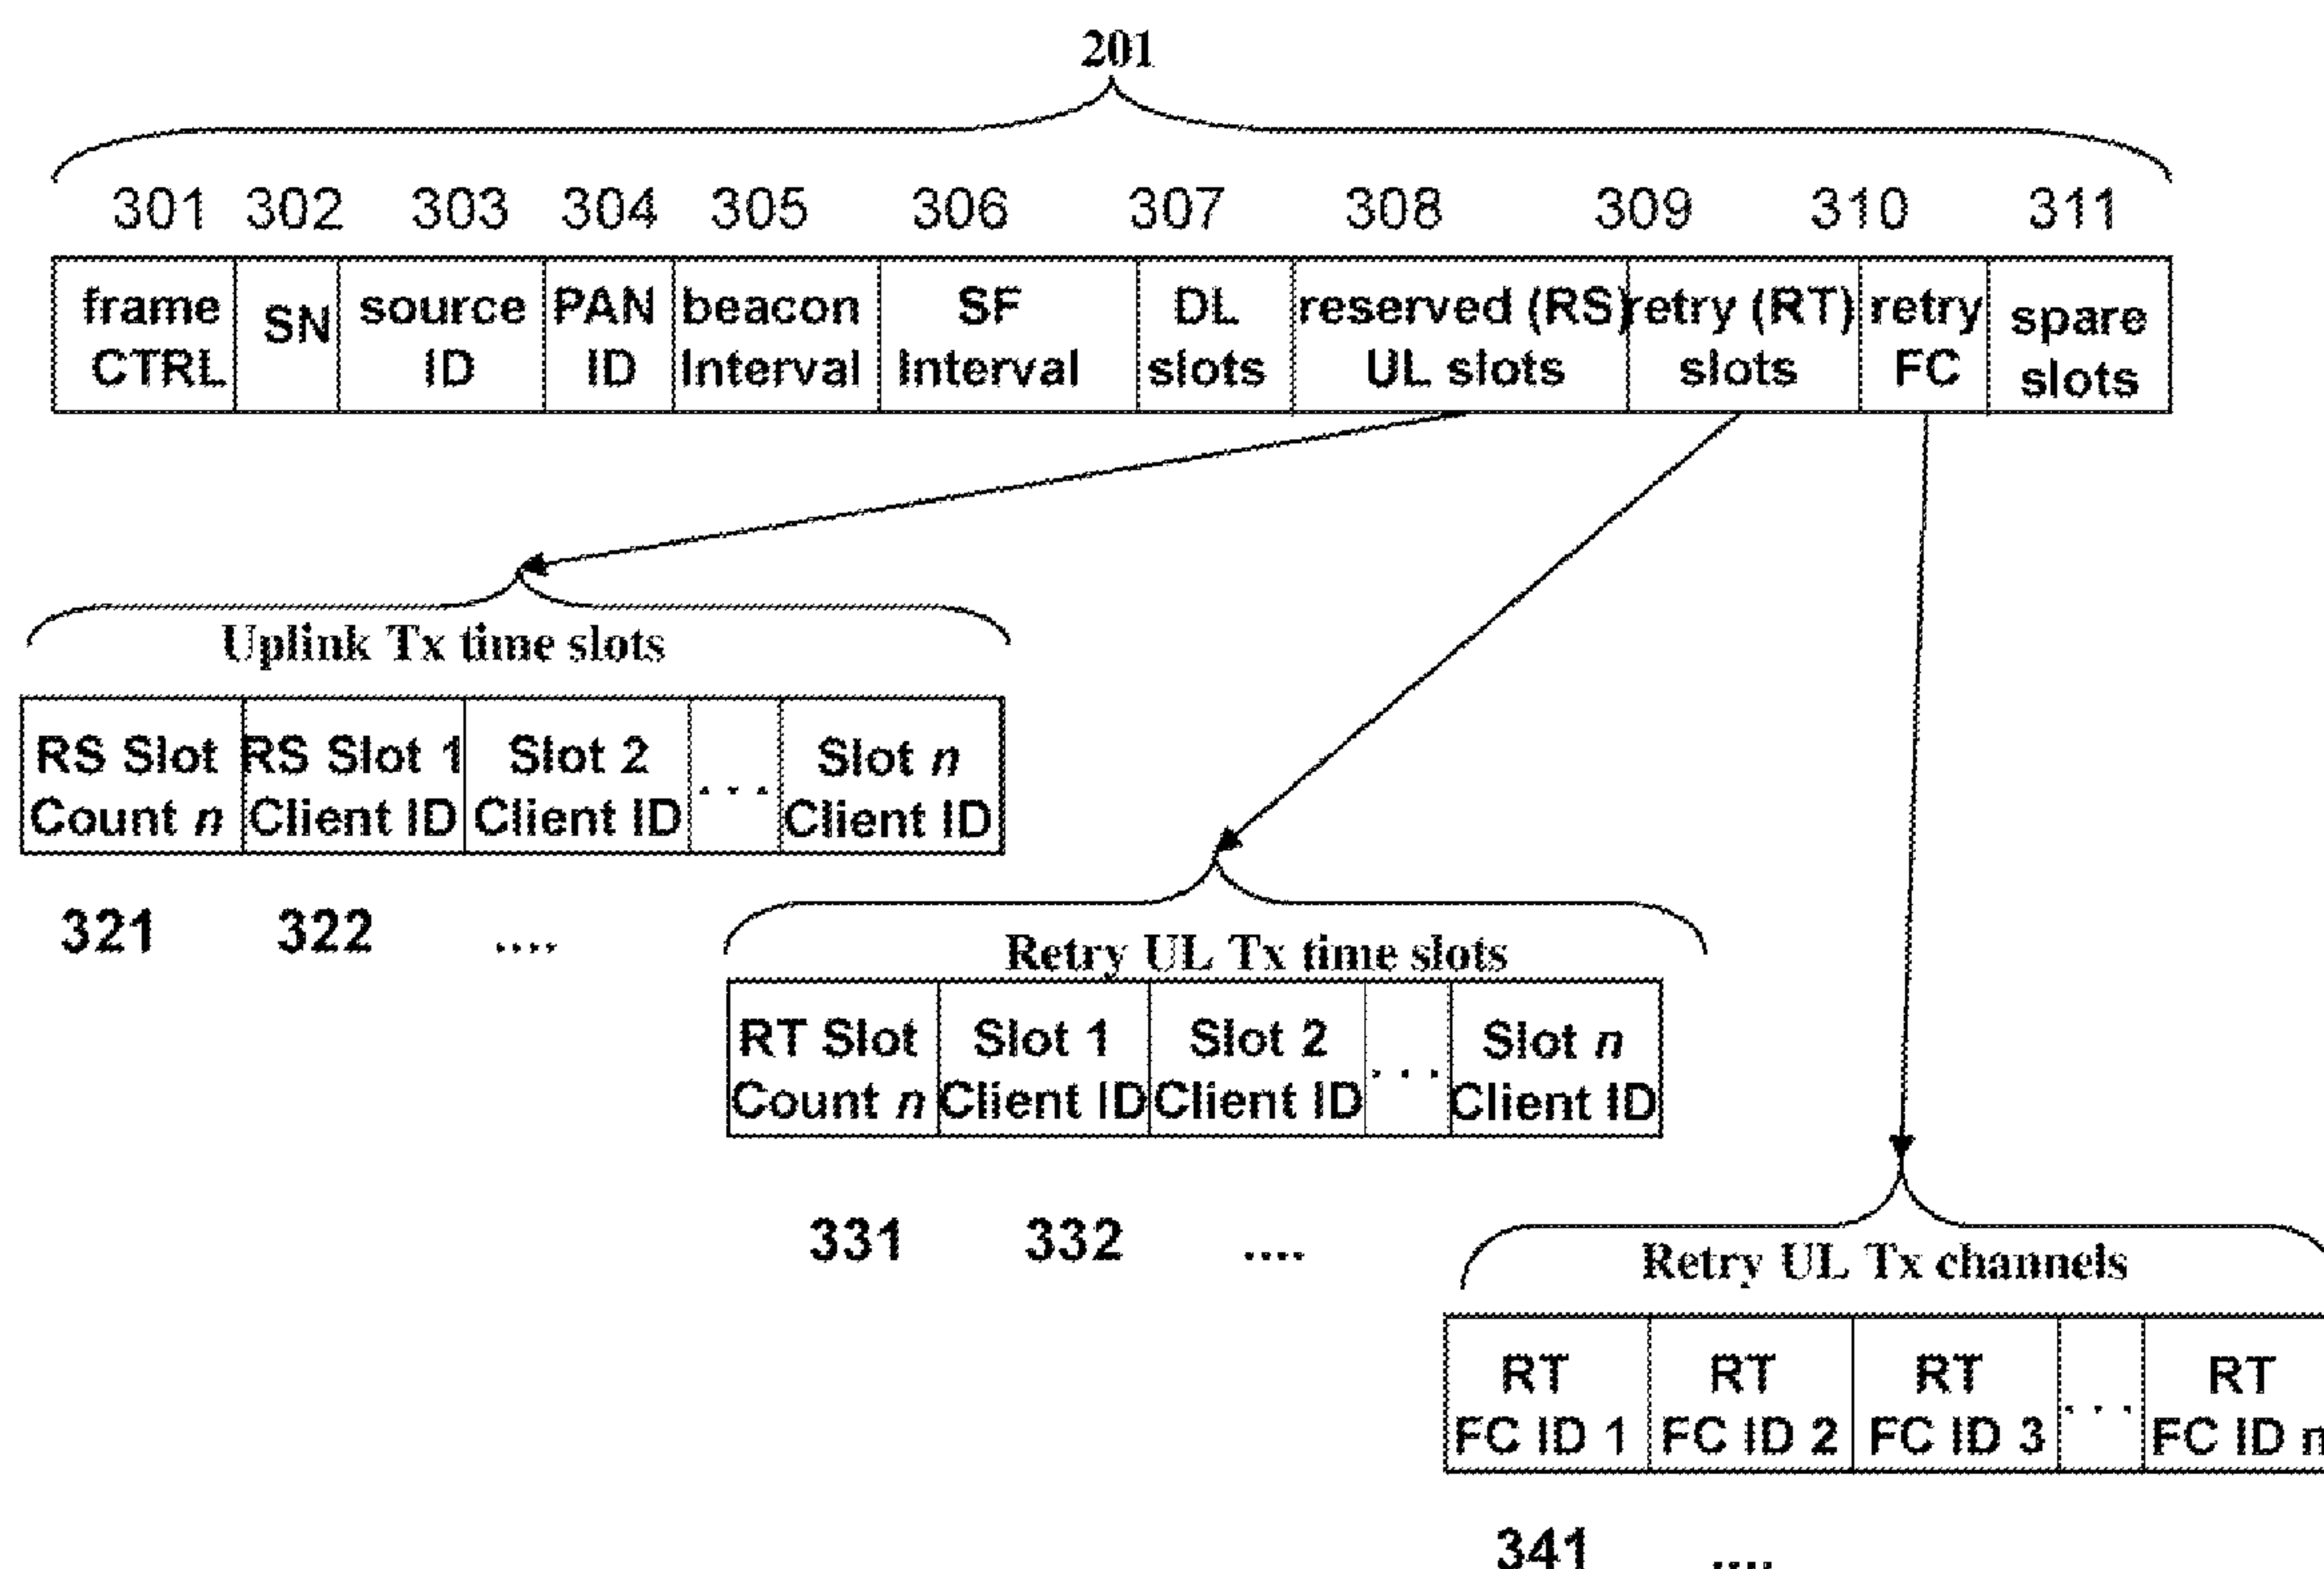 201
301 302 303 304 305 306 307 308 309 310 311
frame CTRL
SN
source ID
PAN ID
beacon Interval
SF Interval
DL slots
reserved (RS) UL slots
retry (RT) slots
retry FC
spare slots
Uplink Tx time slots
RS Slot Count n
RS Slot 1 Client ID
Slot 2 Client ID
...
Slot n Client ID
321 322 ....
Retry UL Tx time slots
RT Slot Count n
Slot 1 Client ID
Slot 2 Client ID
...
Slot n Client ID
331 332 ....
Retry UL Tx channels
RT FC ID 1
RT FC ID 2
RT FC ID 3
...
RT FC ID n
341 ....